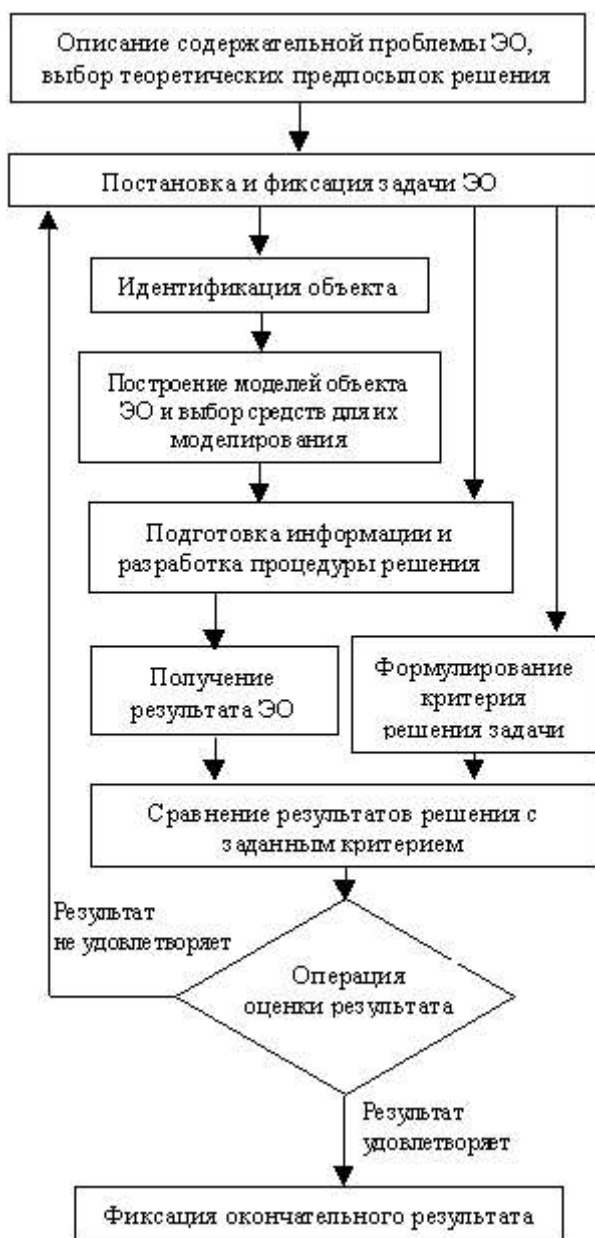 Описание содержательной проблемы ЭО,
выбор теоретических предпосылок решения
Постановка и фиксация задачи ЭО
Идентификация объекта
Построение моделей объекта
ЭО и выбор средств для их
моделирования
Подготовка информации и
разработка процедуры решения
Получение
результата ЭО
Формулирование
критерия
решения задачи
Сравнение результатов решения с
заданным критерием
Результат
не удовлетворяет
Операция
оценки результата
Результат
удовлетворяет
Фиксация окончательного результата